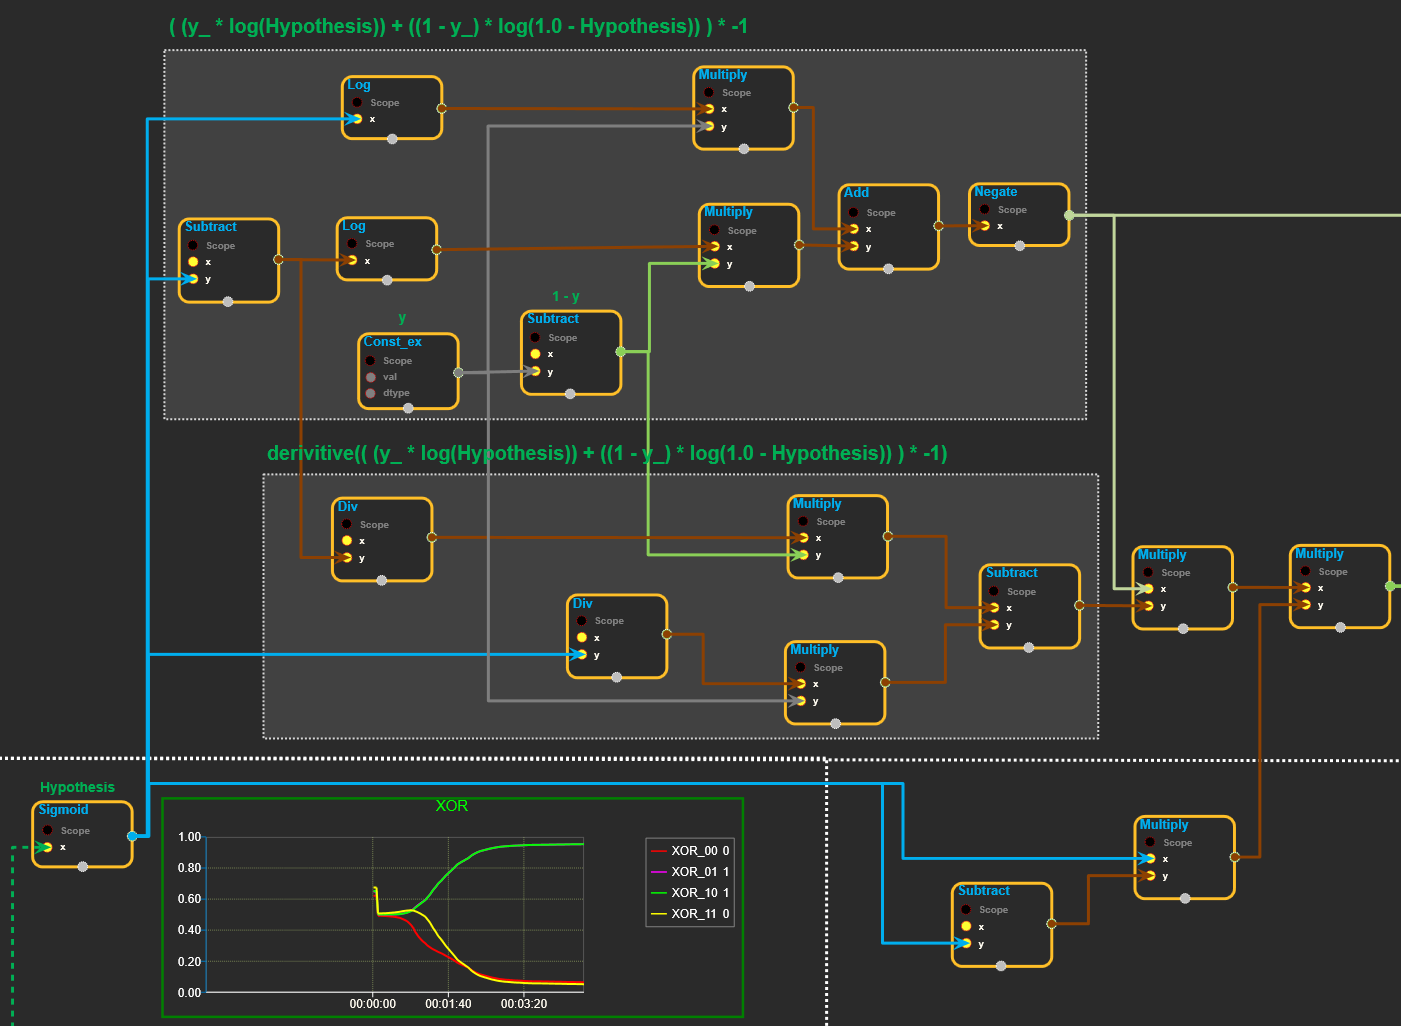 ( (y_ * log(Hypothesis)) + ((1 - y_) * log(1.0 - Hypothesis)) ) * -1
Log
Scope
x
Multiply
Scope
x
y
Subtract
Scope
x
y
Log
Scope
x
Multiply
Scope
x
y
Add
Scope
x
y
Negate
Scope
x
y
Const_ex
Scope
val
dtype
1 - y
Subtract
Scope
x
y
derivitive(( (y_ * log(Hypothesis)) + ((1 - y_) * log(1.0 - Hypothesis)) ) * -1)
Div
Scope
x
y
Multiply
Scope
x
y
Div
Scope
x
y
Multiply
Scope
x
y
Subtract
Scope
x
y
Multiply
Scope
x
y
Multiply
Scope
x
y
Hypothesis
Sigmoid
Scope
x
XOR
1.00
0.80
0.60
0.40
0.20
0.00
00:00:00
00:01:40
00:03:20
XOR_00 0
XOR_01 1
XOR_10 1
XOR_11 0
Subtract
Scope
x
y
Multiply
Scope
x
y